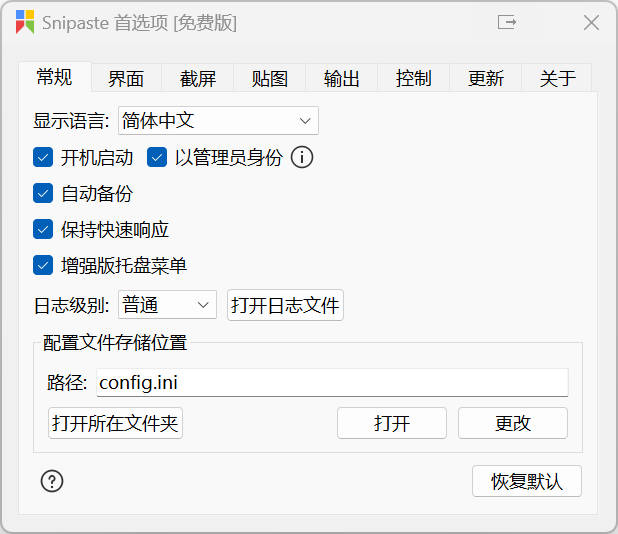 Snipaste 首选项 [免费版]
常规 界面 截屏 贴图 输出 控制 更新 关于
显示语言: 简体中文
开机启动 以管理员身份
自动备份
保持快速响应
增强版托盘菜单
日志级别: 普通 打开日志文件
配置文件存储位置
路径: config.ini
打开所在文件夹 打开 更改
恢复默认